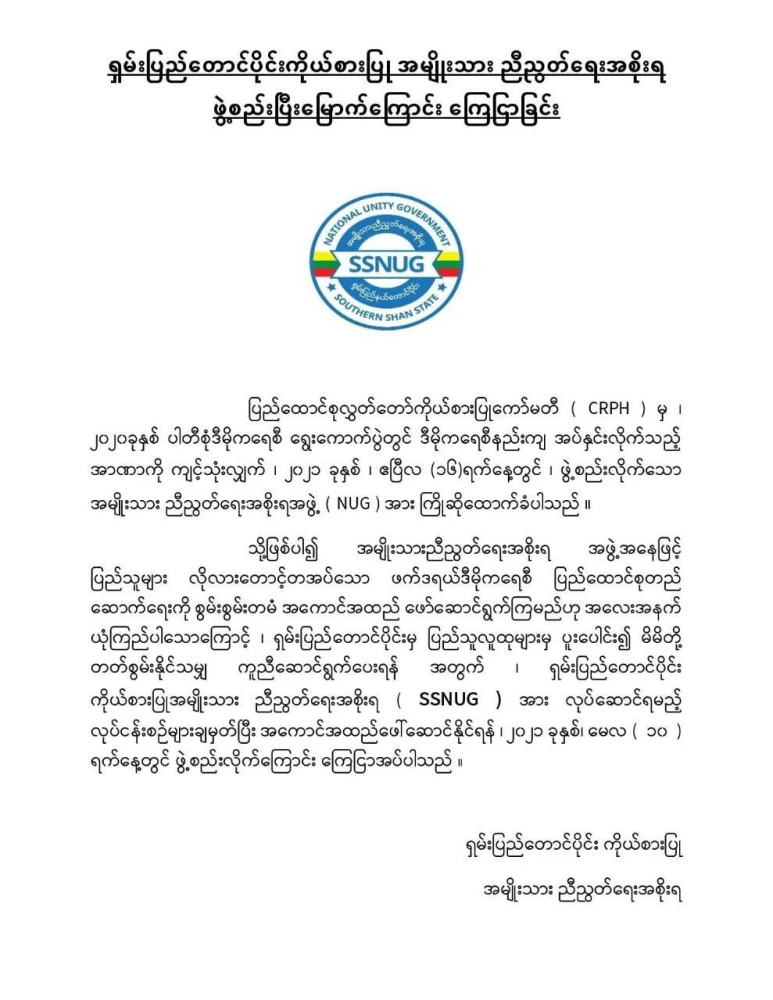 ရှမ်းပြည်တောင်ပိုင်းကိုယ်စားပြု အမျိုးသား ညီညွတ်ရေးအစိုးရ
ဖွဲ့စည်းပြီးမြောက်ကြောင်း ကြေငြာခြင်း
NATIONAL UNITY GOVERNMENT
အမျိုးသားညီညွတ်ရေးအစိုးရ
SSNUG
ရှမ်းပြည်နယ်တောင်ပိုင်း
SOUTHERN SHAN STATE
ပြည်ထောင်စုလွှတ်တော်ကိုယ်စားပြုကော်မတီ ( CRPH ) မှ ၊
၂၀၂၀ခုနှစ် ပါတီစုံဒီမိုကရေစီ ရွေးကောက်ပွဲတွင် ဒီမိုကရေစီနည်းကျ အပ်နှင်းလိုက်သည့်
အာဏာကို ကျင့်သုံးလျှက် ၊ ၂၀၂၁ ခုနှစ် ၊ ဧပြီလ (၁၆)ရက်နေ့တွင် ၊ ဖွဲ့စည်းလိုက်သော
အမျိုးသား ညီညွတ်ရေးအစိုးရအဖွဲ့ ( NUG ) အား ကြိုဆိုထောက်ခံပါသည် ။
သို့ဖြစ်ပါ၍ အမျိုးသားညီညွတ်ရေးအစိုးရ အဖွဲ့အနေဖြင့်
ပြည်သူများ လိုလားတောင့်တအပ်သော ဖက်ဒရယ်ဒီမိုကရေစီ ပြည်ထောင်စုတည်
ဆောက်ရေးကို စွမ်းစွမ်းတမံ အကောင်အထည် ဖော်ဆောင်ရွက်ကြမည်ဟု အလေးအနက်
ယုံကြည်ပါသောကြောင့် ၊ ရှမ်းပြည်တောင်ပိုင်းမှ ပြည်သူလူထုများမှ ပူးပေါင်း၍ မိမိတို့
တတ်စွမ်းနိုင်သမျှ ကူညီဆောင်ရွက်ပေးရန် အတွက် ၊ ရှမ်းပြည်တောင်ပိုင်း
ကိုယ်စားပြုအမျိုးသား ညီညွတ်ရေးအစိုးရ ( SSNUG ) အား လုပ်ဆောင်ရမည့်
လုပ်ငန်းစဉ်များချမှတ်ပြီး အကောင်အထည်ဖေါ်ဆောင်နိုင်ရန် ၊၂၀၂၁ ခုနှစ်၊ မေလ ( ၁၀ )
ရက်နေ့တွင် ဖွဲ့စည်းလိုက်ကြောင်း ကြေငြာအပ်ပါသည် ။
ရှမ်းပြည်တောင်ပိုင်း ကိုယ်စားပြု
အမျိုးသား ညီညွတ်ရေးအစိုးရ